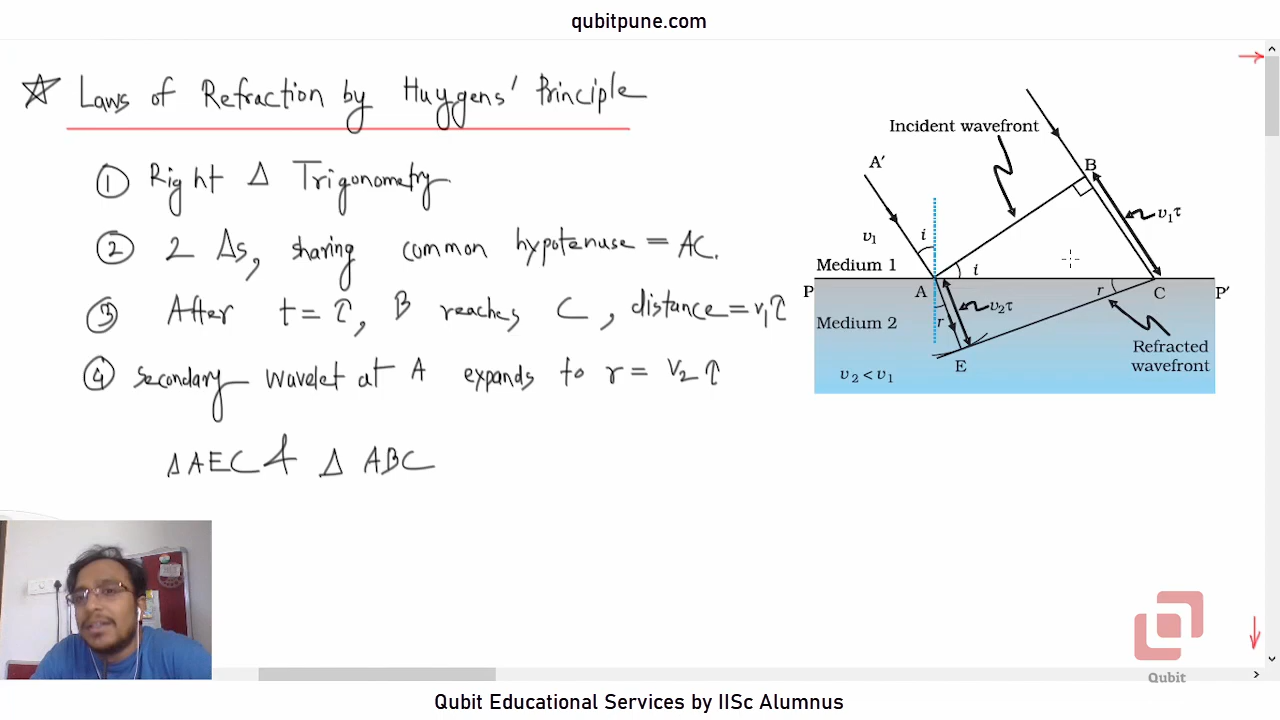 qubitpune.com
☆ Laws of Refraction by Huygens' Principle
① Right Δ Trigonometry
② 2 Δs, sharing common hypotenuse = AC.
③ After t = τ, B reaches C, distance = v₁τ
④ Secondary wavelet at A expands to r = v₂τ
Δ AEC & Δ ABC
Incident wavefront
A′
B
v₁τ
i
v₁
Medium 1
i
P
A
r
C
P′
v₂τ
Medium 2
r
Refracted
wavefront
E
v₂ < v₁
Qubit
Qubit Educational Services by IISc Alumnus